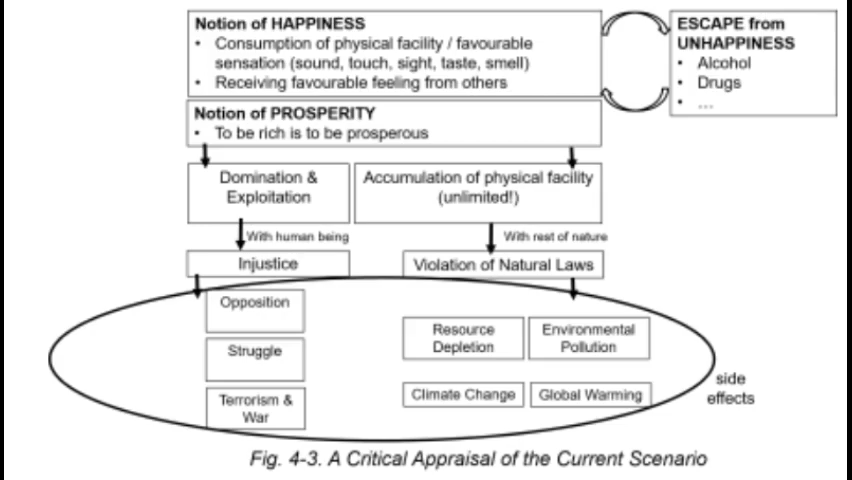 Notion of HAPPINESS
• Consumption of physical facility / favourable
sensation (sound, touch, sight, taste, smell)
• Receiving favourable feeling from others
ESCAPE from
UNHAPPINESS
• Alcohol
• Drugs
• ...
Notion of PROSPERITY
• To be rich is to be prosperous
Domination &
Exploitation
Accumulation of physical facility
(unlimited!)
With human being
With rest of nature
Injustice
Violation of Natural Laws
Opposition
Struggle
Terrorism &
War
Resource
Depletion
Environmental
Pollution
Climate Change
Global Warming
side
effects
Fig. 4-3. A Critical Appraisal of the Current Scenario